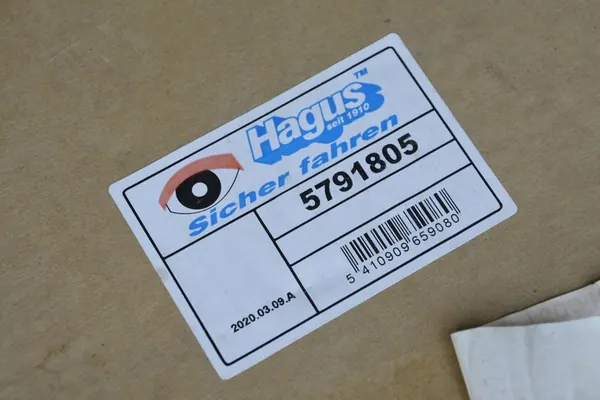 Hagus™
seit 1910
Sicher fahren
5791805
5 410909 659080
2020.03.09.A